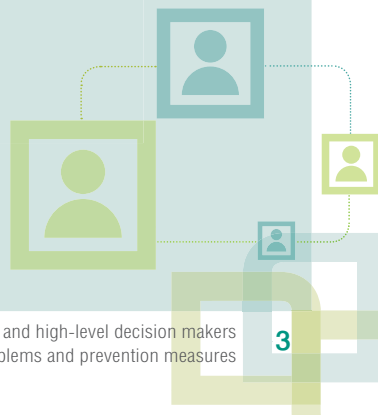 and high-level decision makers
blems and prevention measures
3